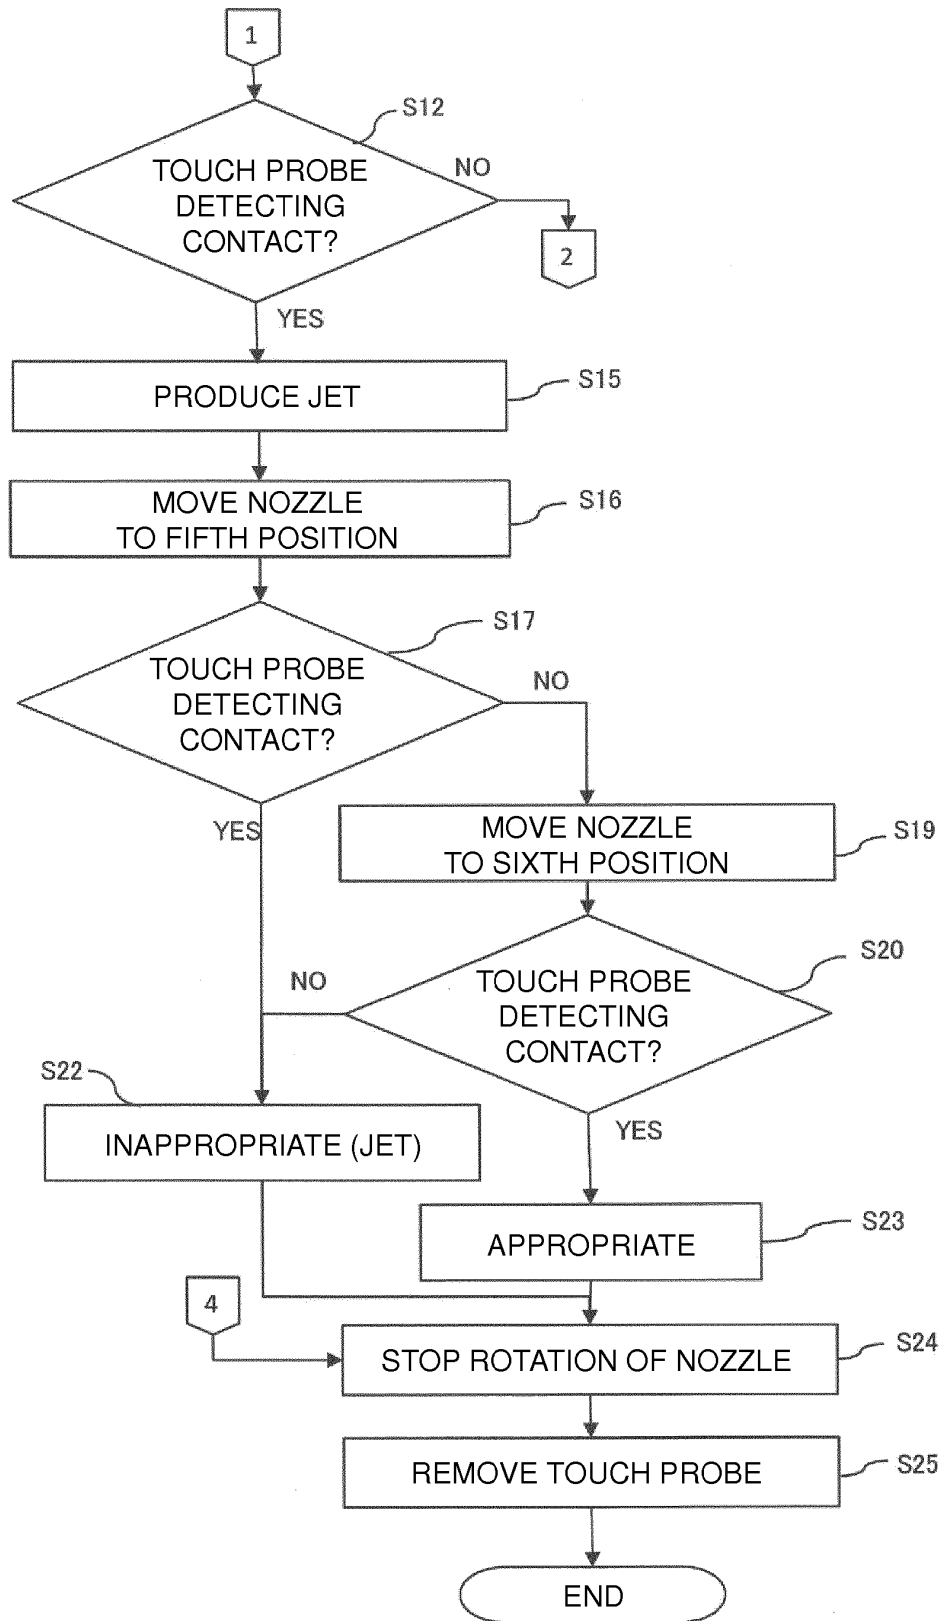 1
S12
TOUCH PROBE
DETECTING
CONTACT?
NO
2
YES
PRODUCE JET
S15
MOVE NOZZLE
TO FIFTH POSITION
S16
S17
TOUCH PROBE
DETECTING
CONTACT?
NO
YES
MOVE NOZZLE
TO SIXTH POSITION
S19
S20
TOUCH PROBE
DETECTING
CONTACT?
NO
YES
S22
INAPPROPRIATE (JET)
APPROPRIATE
S23
4
STOP ROTATION OF NOZZLE
S24
REMOVE TOUCH PROBE
S25
END